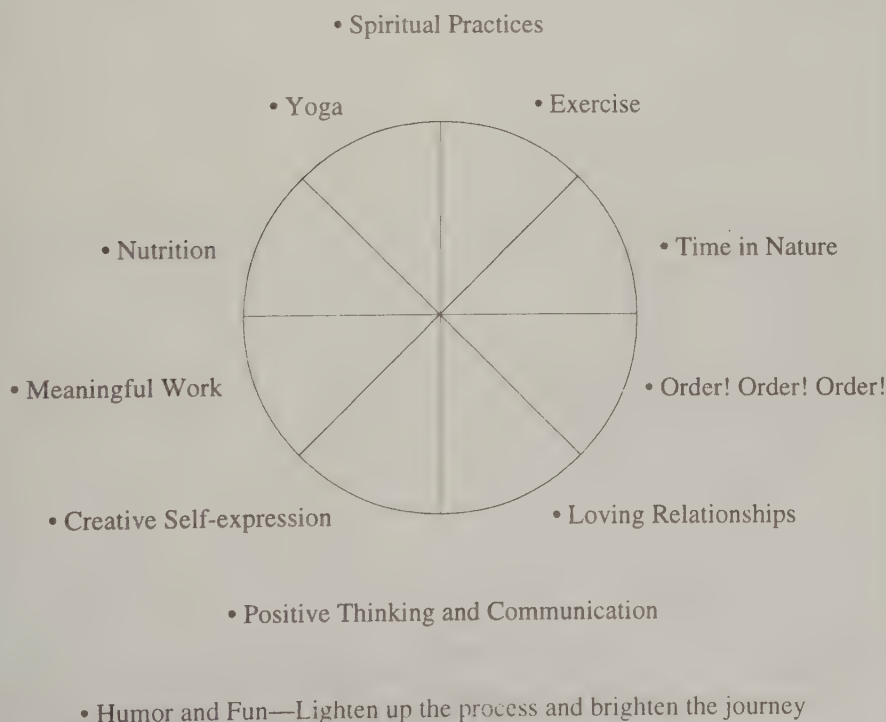 • Spiritual Practices
• Yoga
• Exercise
• Nutrition
• Time in Nature
• Meaningful Work
• Order! Order! Order!
• Creative Self-expression
• Loving Relationships
• Positive Thinking and Communication
• Humor and Fun—Lighten up the process and brighten the journey